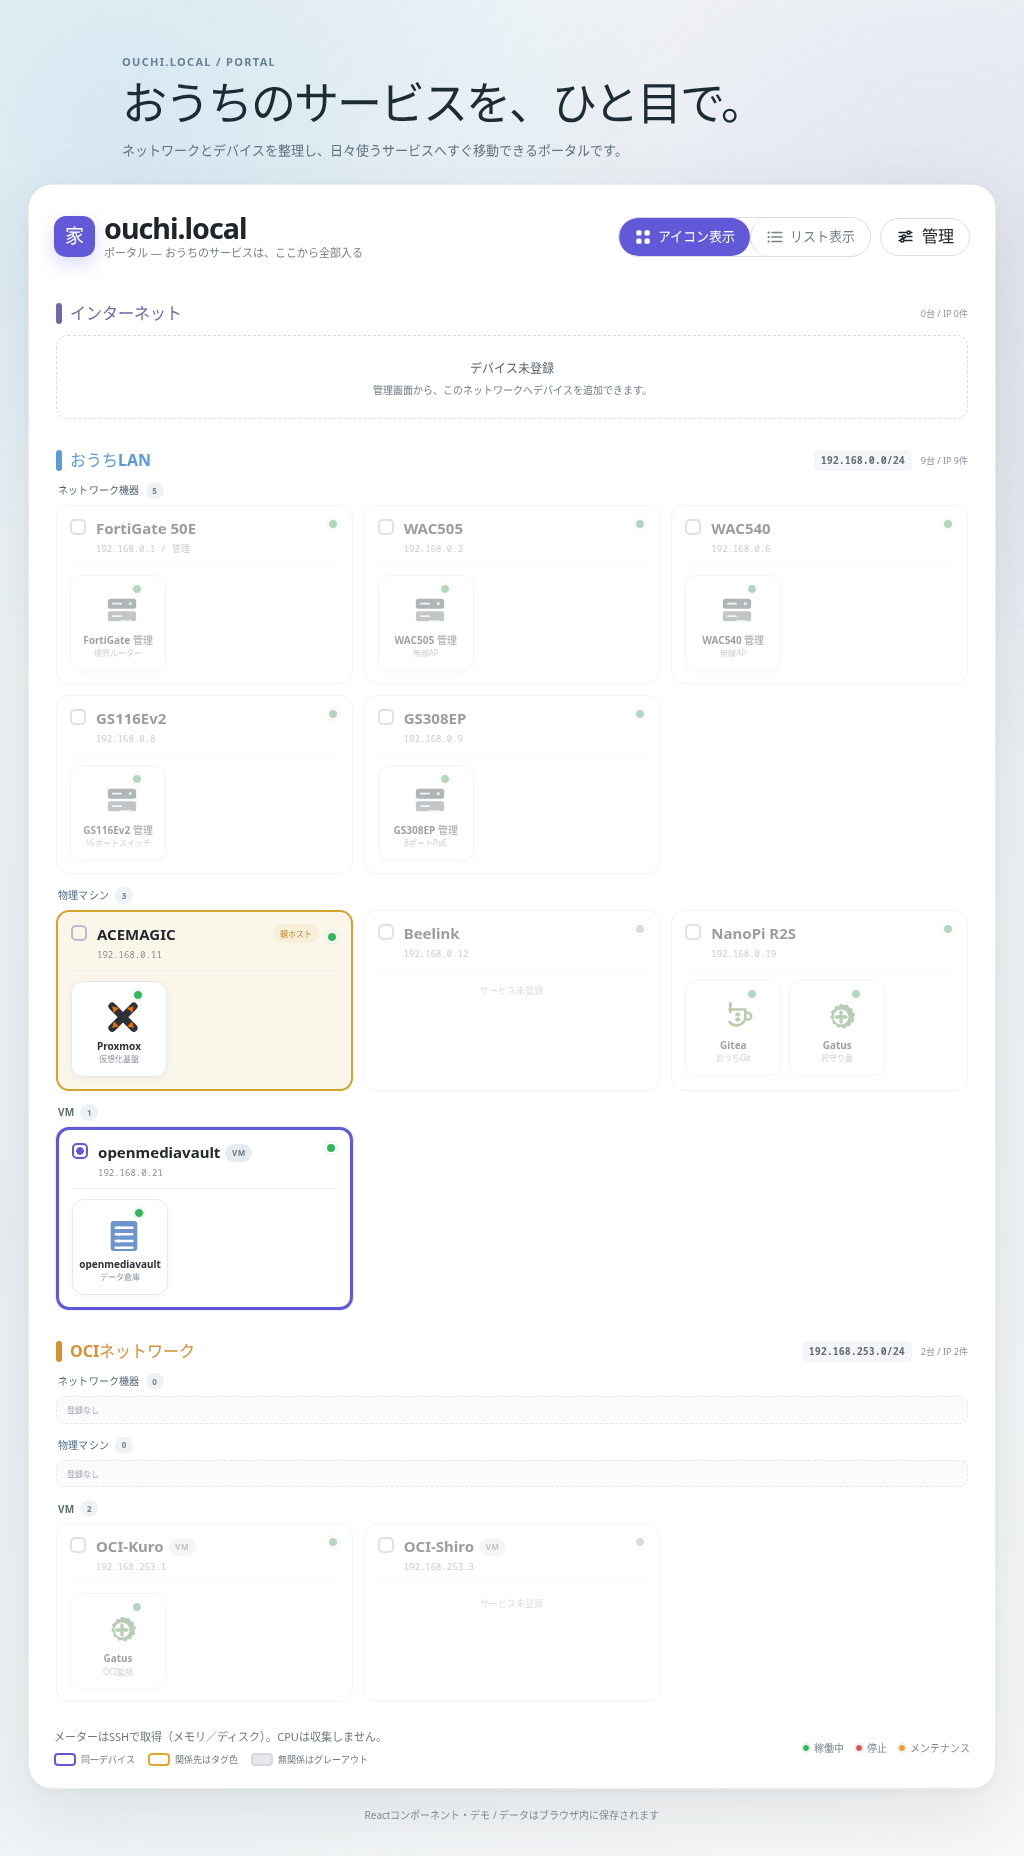 OUCHI.LOCAL / PORTAL
おうちのサービスを、ひと目で。
ネットワークとデバイスを整理し、日々使うサービスへすぐ移動できるポータルです。
家
ouchi.local
ポータル — おうちのサービスは、ここから全部入る
アイコン表示
リスト表示
管理
インターネット
0台 / IP 0件
デバイス未登録
管理画面から、このネットワークへデバイスを追加できます。
おうちLAN
192.168.0.0/24
9台 / IP 9件
ネットワーク機器 5
FortiGate 50E
192.168.0.1 / 管理
FortiGate 管理
境界ルーター
WAC505
192.168.0.2
WAC505 管理
無線AP
WAC540
192.168.0.6
WAC540 管理
無線AP
GS116Ev2
192.168.0.8
GS116Ev2 管理
16ポートスイッチ
GS308EP
192.168.0.9
GS308EP 管理
8ポートPoE
物理マシン 3
ACEMAGIC
親ホスト
192.168.0.11
Proxmox
仮想化基盤
Beelink
192.168.0.12
サービス未登録
NanoPi R2S
192.168.0.19
Gitea
おうちGit
Gatus
見守り番
VM 1
openmediavault VM
192.168.0.21
openmediavault
データ倉庫
OCIネットワーク
192.168.253.0/24
2台 / IP 2件
ネットワーク機器 0
登録なし
物理マシン 0
登録なし
VM 2
OCI-Kuro VM
192.168.253.1
Gatus
OCI監視
OCI-Shiro VM
192.168.253.3
サービス未登録
メーターはSSHで取得（メモリ／ディスク）。CPUは収集しません。
同一デバイス
関係先はタグ色
無関係はグレーアウト
稼働中
停止
メンテナンス
Reactコンポーネント・デモ / データはブラウザ内に保存されます